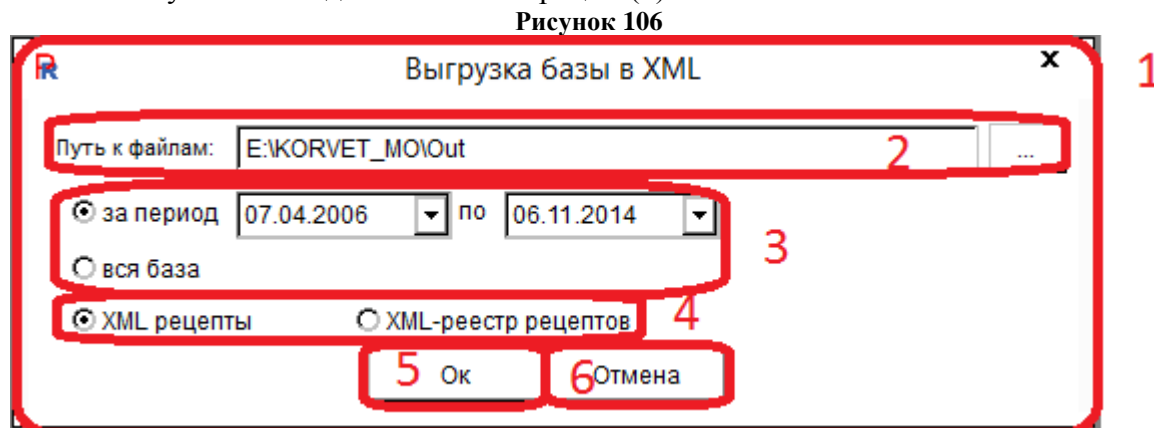 Рисунок 106
Выгрузка базы в XML x 1
Путь к файлам: E:\KORVET_MO\Out 2 ...
за период 07.04.2006 по 06.11.2014
вся база 3
XML рецепты XML-реестр рецептов 4
5 Ок 6 Отмена